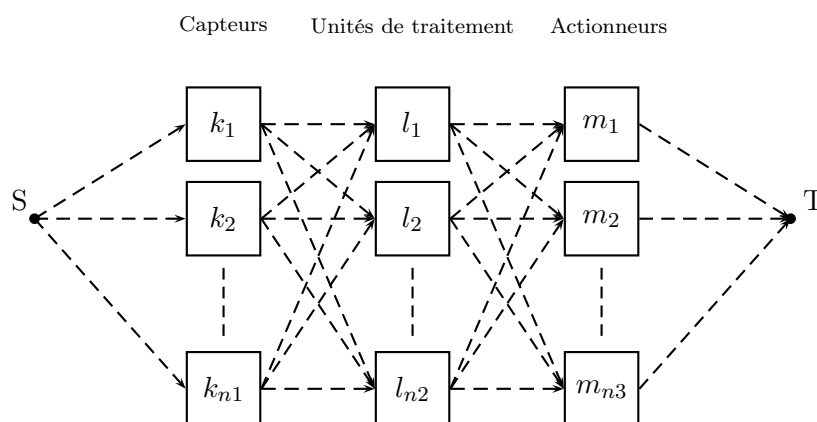 Capteurs Unités de traitement Actionneurs
k1 l1 m1
S T
k2 l2 m2
kn1 ln2 mn3